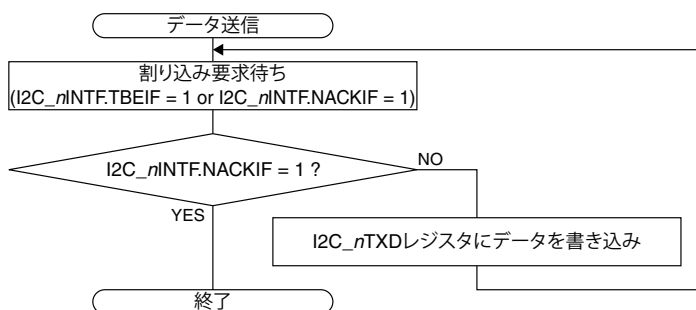 データ送信
割り込み要求待ち
(I2C_nINTF.TBEIF = 1 or I2C_nINTF.NACKIF = 1)
I2C_nINTF.NACKIF = 1 ?
NO
YES
I2C_nTXDレジスタにデータを書き込み
終了